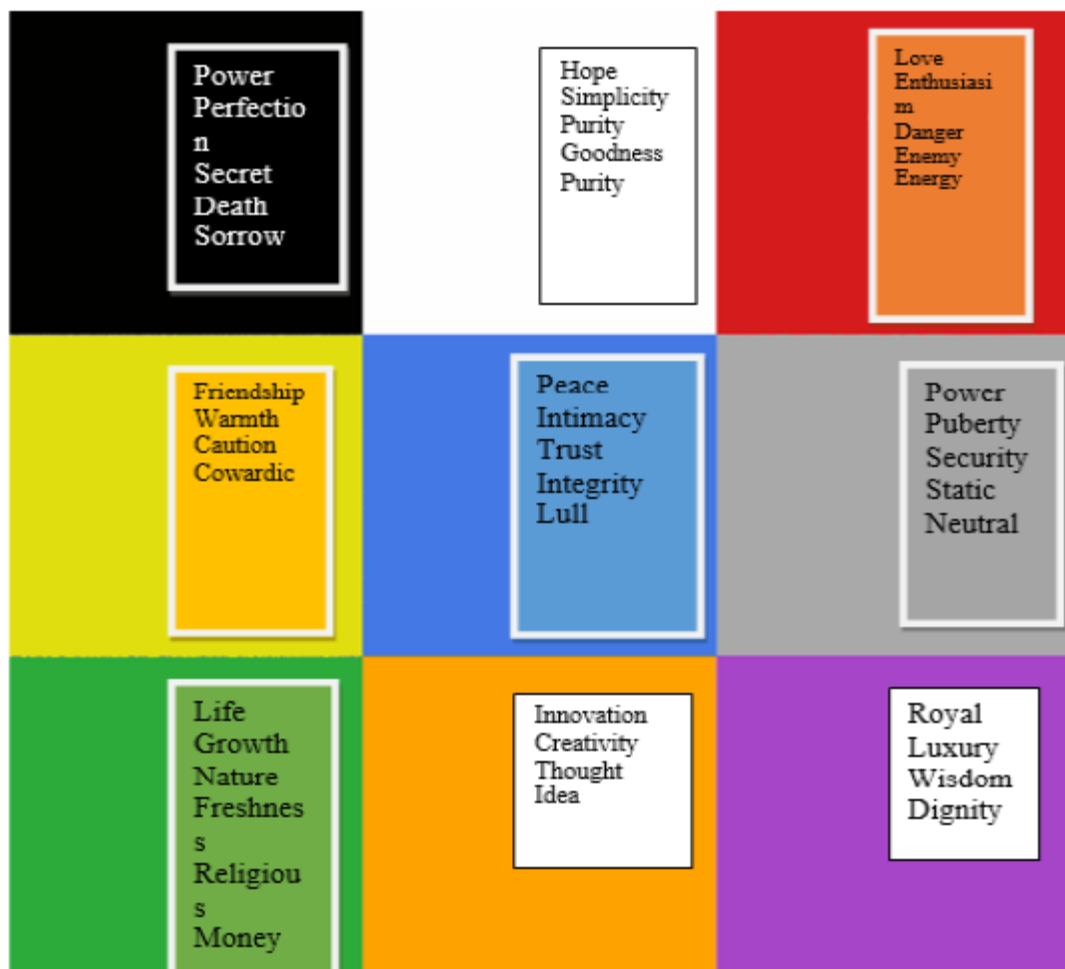 Power
Perfectio
n
Secret
Death
Sorrow
Hope
Simplicity
Purity
Goodness
Purity
Love
Enthusiasi
m
Danger
Enemy
Energy
Friendship
Warmth
Caution
Cowardic
Peace
Intimacy
Trust
Integrity
Lull
Power
Puberty
Security
Static
Neutral
Life
Growth
Nature
Freshnes
s
Religiou
s
Money
Innovation
Creativity
Thought
Idea
Royal
Luxury
Wisdom
Dignity